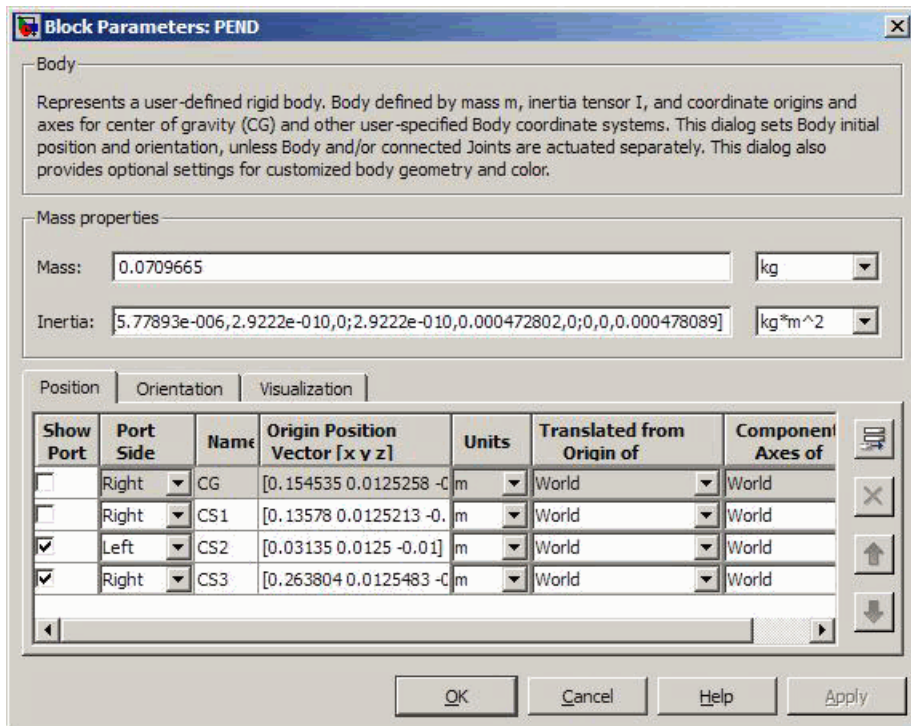 Block Parameters: PEND
Body
Represents a user-defined rigid body. Body defined by mass m, inertia tensor I, and coordinate origins and
axes for center of gravity (CG) and other user-specified Body coordinate systems. This dialog sets Body initial
position and orientation, unless Body and/or connected Joints are actuated separately. This dialog also
provides optional settings for customized body geometry and color.
Mass properties
Mass: 0.0709665 kg
Inertia: [5.77893e-006,2.9222e-010,0;2.9222e-010,0.000472802,0;0,0,0.000478089] kg*m^2
Position Orientation Visualization
Show Port Name Origin Position Units Translated from Component
Port Side Vector [x y z] Origin of Axes of
Right CG [0.154535 0.0125258 -0 m World World
Right CS1 [0.13578 0.0125213 -0. m World World
Left CS2 [0.03135 0.0125 -0.01] m World World
Right CS3 [0.263804 0.0125483 -0 m World World
OK Cancel Help Apply